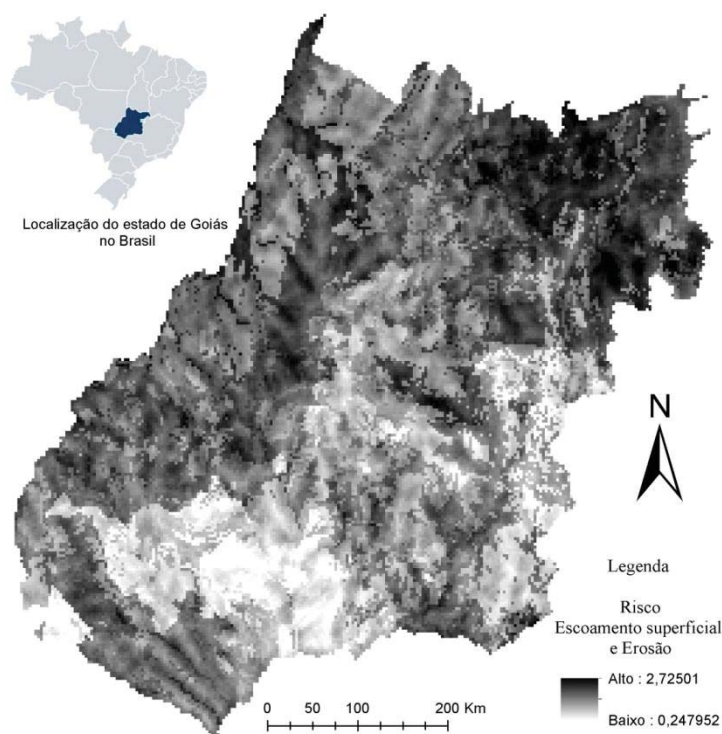 Localização do estado de Goiás
no Brasil
N
Legenda
Risco
Escoamento superficial
e Erosão
Alto : 2,72501
Baixo : 0,247952
0 50 100 200 Km